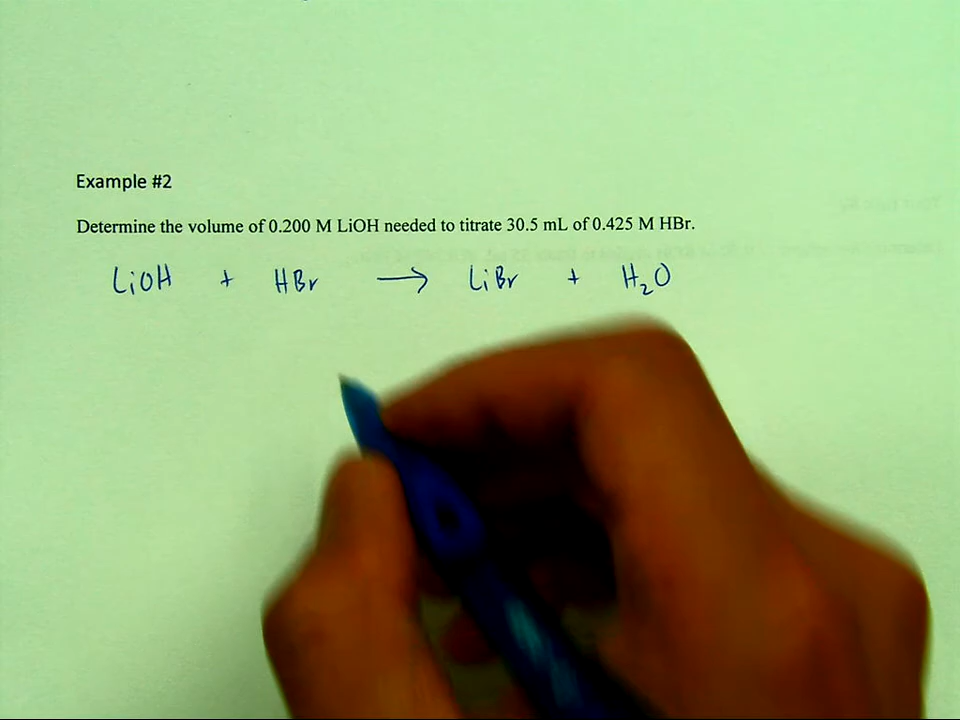 Example #2
Determine the volume of 0.200 M LiOH needed to titrate 30.5 mL of 0.425 M HBr.
LiOH + HBr → LiBr + H₂O